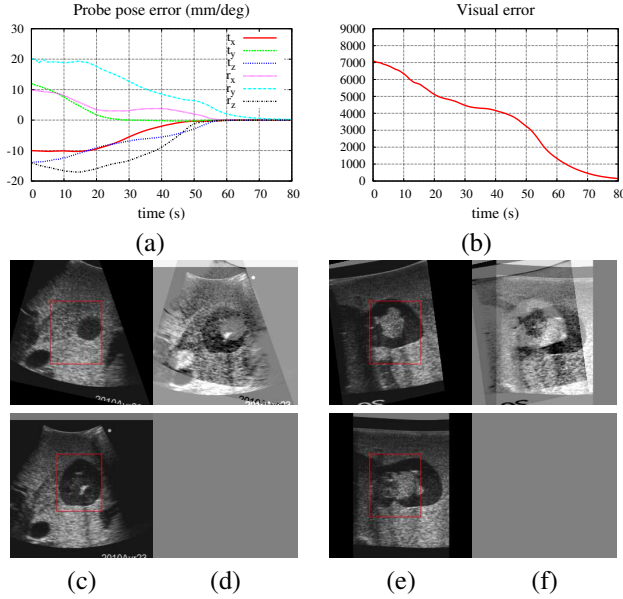 Probe pose error (mm/deg)
20
10
0
-10
-20
0 10 20 30 40 50 60 70 80
time (s)
t_x
t_y
t_z
r_x
r_y
r_z
(a)
Visual error
9000
8000
7000
6000
5000
4000
3000
2000
1000
0
0 10 20 30 40 50 60 70 80
time (s)
(b)
(c) (d) (e) (f)